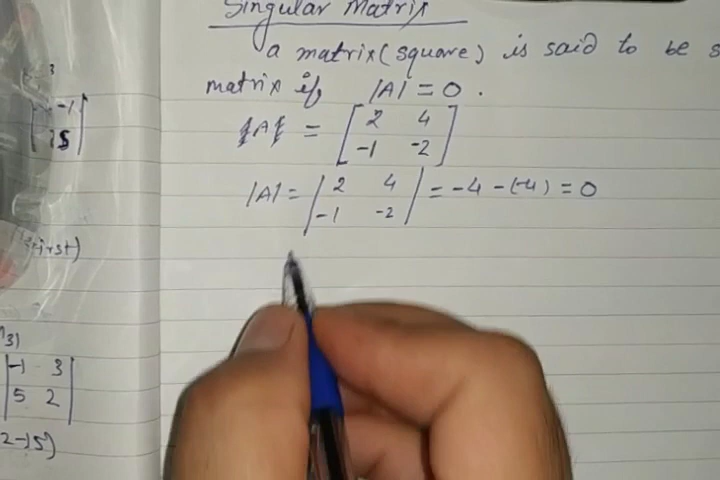 Singular Matrix
a matrix (square) is said to be
matrix if |A| = 0.
A = [ 2 4
-1 -2 ]
|A| = | 2 4
-1 -2 | = -4 - (-4) = 0
first)
| -1 3
5 2 |
2-15)